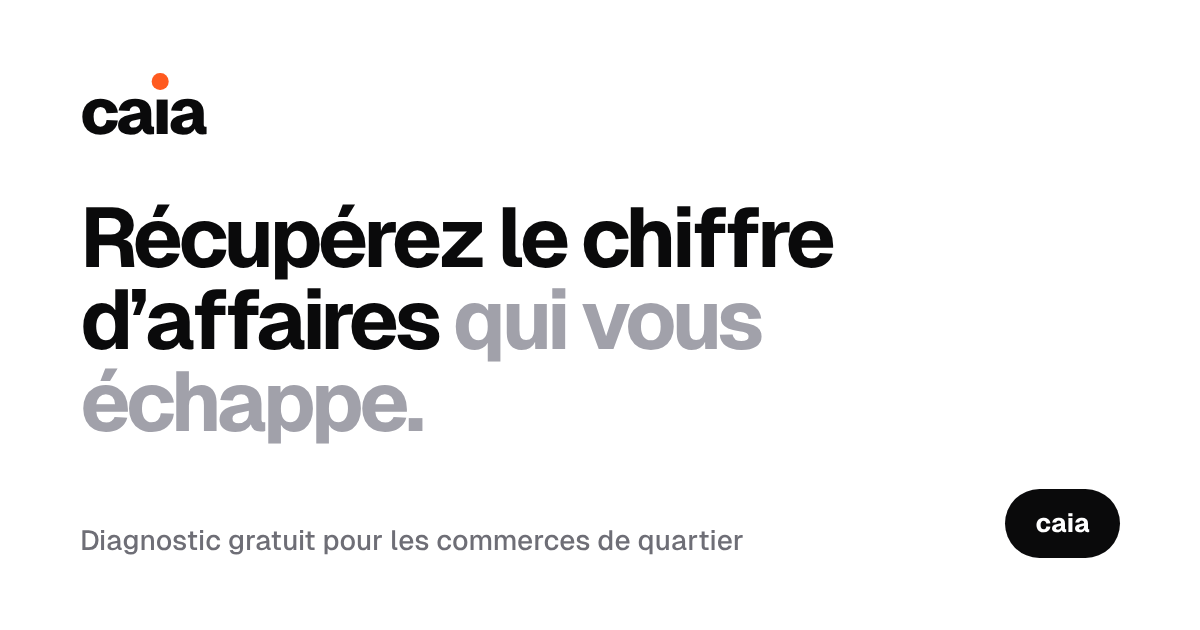 caia
Récupérez le chiffre
d’affaires qui vous
échappe.
Diagnostic gratuit pour les commerces de quartier
caia